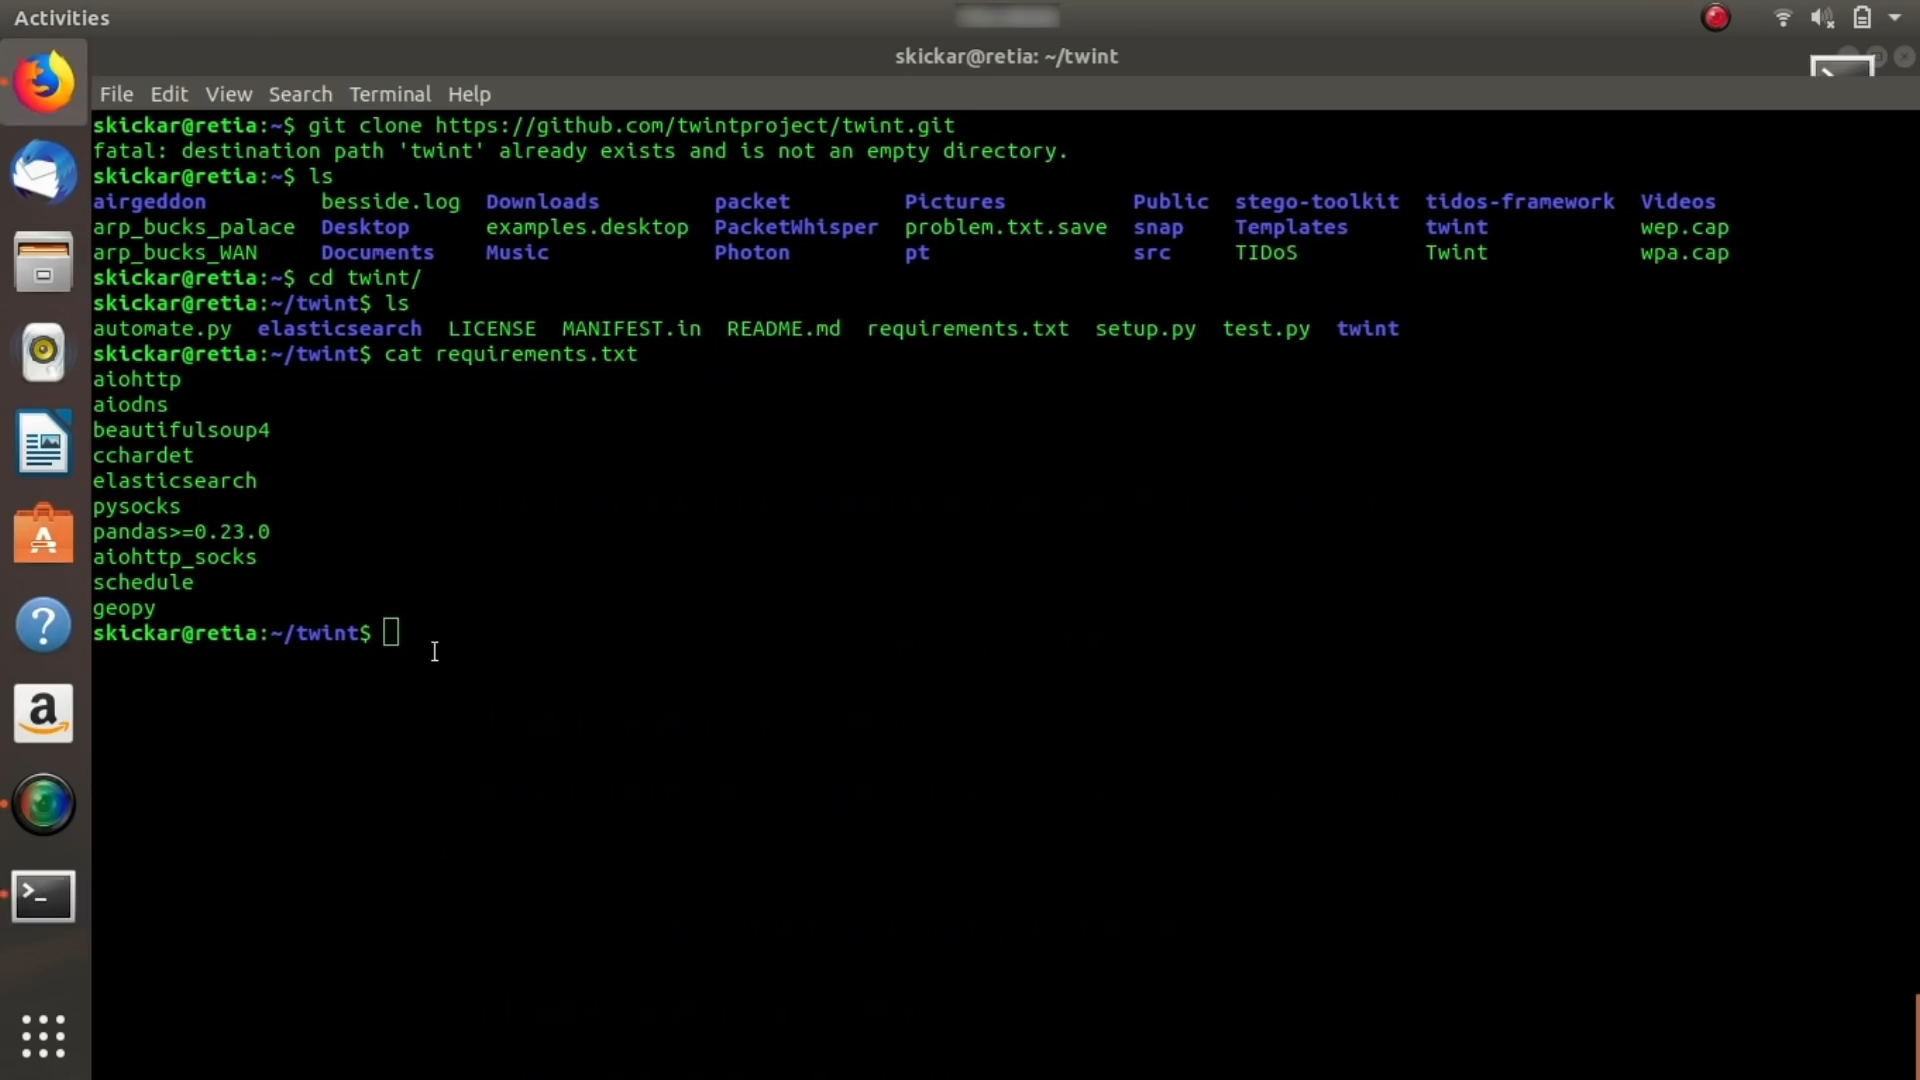 Activities
skickar@retia: ~/twint
File Edit View Search Terminal Help
skickar@retia:~$ git clone https://github.com/twintproject/twint.git
fatal: destination path 'twint' already exists and is not an empty directory.
skickar@retia:~$ ls
airgeddon besside.log Downloads packet Pictures Public stego-toolkit tidos-framework Videos
arp_bucks_palace Desktop examples.desktop PacketWhisper problem.txt.save snap Templates twint wep.cap
arp_bucks_WAN Documents Music Photon pt src TIDoS Twint wpa.cap
skickar@retia:~$ cd twint/
skickar@retia:~/twint$ ls
automate.py elasticsearch LICENSE MANIFEST.in README.md requirements.txt setup.py test.py twint
skickar@retia:~/twint$ cat requirements.txt
aiohttp
aiodns
beautifulsoup4
cchardet
elasticsearch
pysocks
pandas>=0.23.0
aiohttp_socks
schedule
geopy
skickar@retia:~/twint$